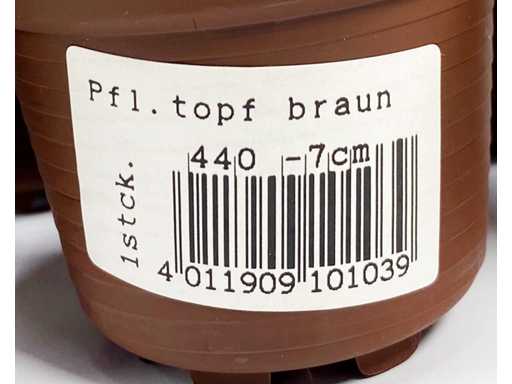 Pfl.topf braun
440 -7cm
1stck.
4 011909 101039